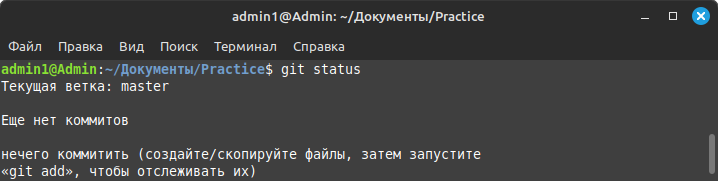 admin1@Admin: ~/Документы/Practice
Файл Правка Вид Поиск Терминал Справка
admin1@Admin:~/Документы/Practice$ git status
Текущая ветка: master
Еще нет коммитов
нечего коммитить (создайте/скопируйте файлы, затем запустите
«git add», чтобы отслеживать их)